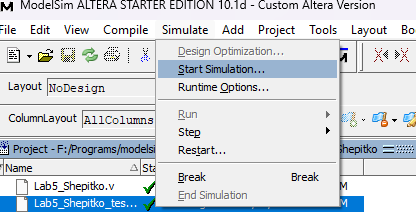 ModelSim ALTERA STARTER EDITION 10.1d - Custom Altera Version
File Edit View Compile Simulate Add Project Tools Layout B
Design Optimization...
Start Simulation...
Runtime Options...
Run
Step
Restart...
Break Break
End Simulation
Layout NoDesign
ColumnLayout AllColumns
Project - F:/Programs/modelsi
Shepitko
Name Sta
Lab5_Shepitko.v M
Lab5_Shepitko_tes... M